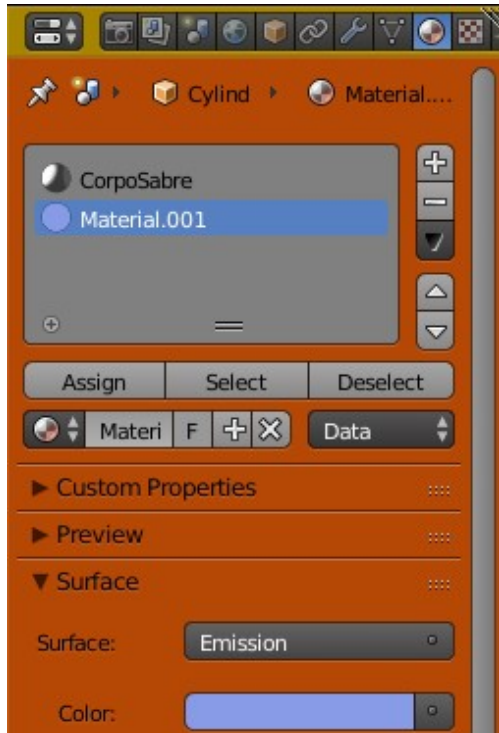 Cylind Material....
CorpoSabre
Material.001
Assign Select Deselect
Materi F Data
Custom Properties
Preview
Surface
Surface: Emission
Color: